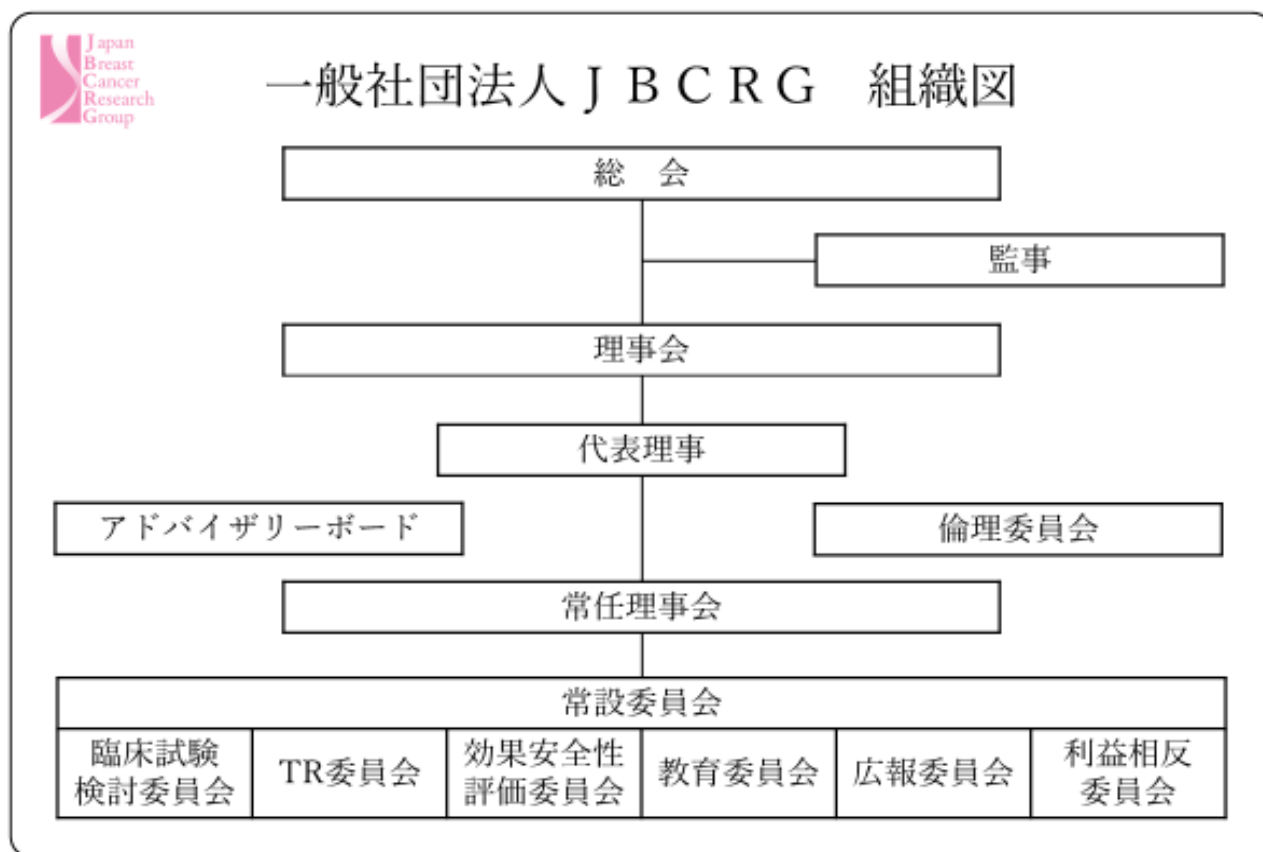 Japan
Breast
Cancer
Research
Group
一般社団法人ＪＢＣＲＧ　組織図
総　会
監事
理事会
代表理事
アドバイザリーボード
倫理委員会
常任理事会
常設委員会
臨床試験
検討委員会
TR委員会
効果安全性
評価委員会
教育委員会
広報委員会
利益相反
委員会